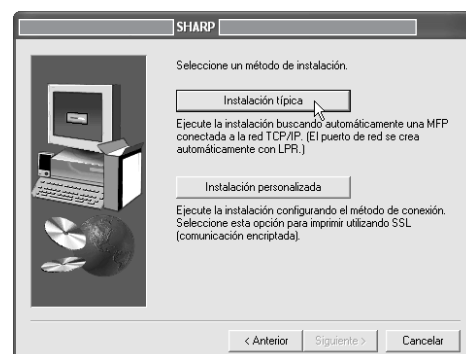 SHARP
Seleccione un método de instalación.
Instalación típica
Ejecute la instalación buscando automáticamente una MFP
conectada a la red TCP/IP. (El puerto de red se crea
automáticamente con LPR.)
Instalación personalizada
Ejecute la instalación configurando el método de conexión.
Seleccione esta opción para imprimir utilizando SSL
(comunicación encriptada).
< Anterior
Siguiente >
Cancelar